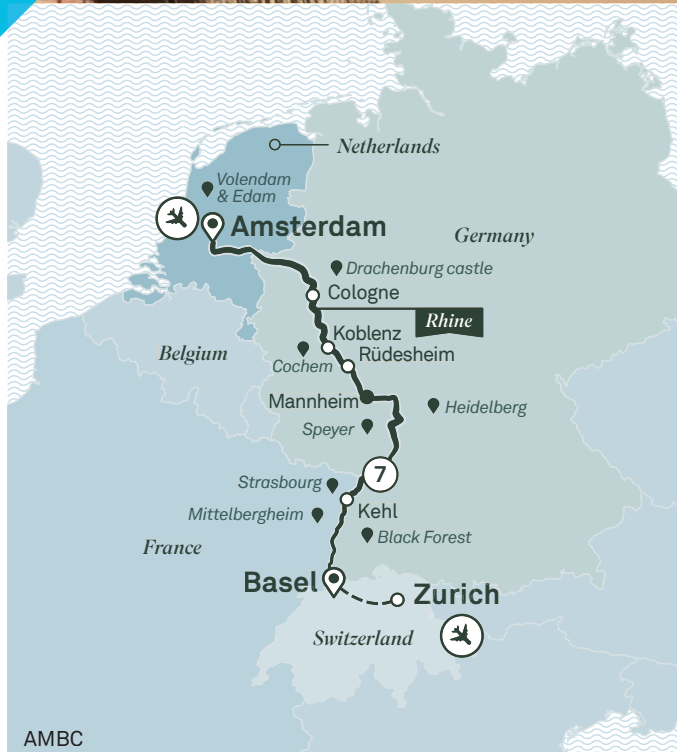 Netherlands
Volendam
& Edam
Amsterdam
Germany
Drachenburg castle
Cologne
Rhine
Koblenz
Belgium
Rüdesheim
Cochem
Mannheim
Heidelberg
Speyer
7
Strasbourg
Kehl
Mittelbergheim
Black Forest
France
Basel
Zurich
Switzerland
AMBC